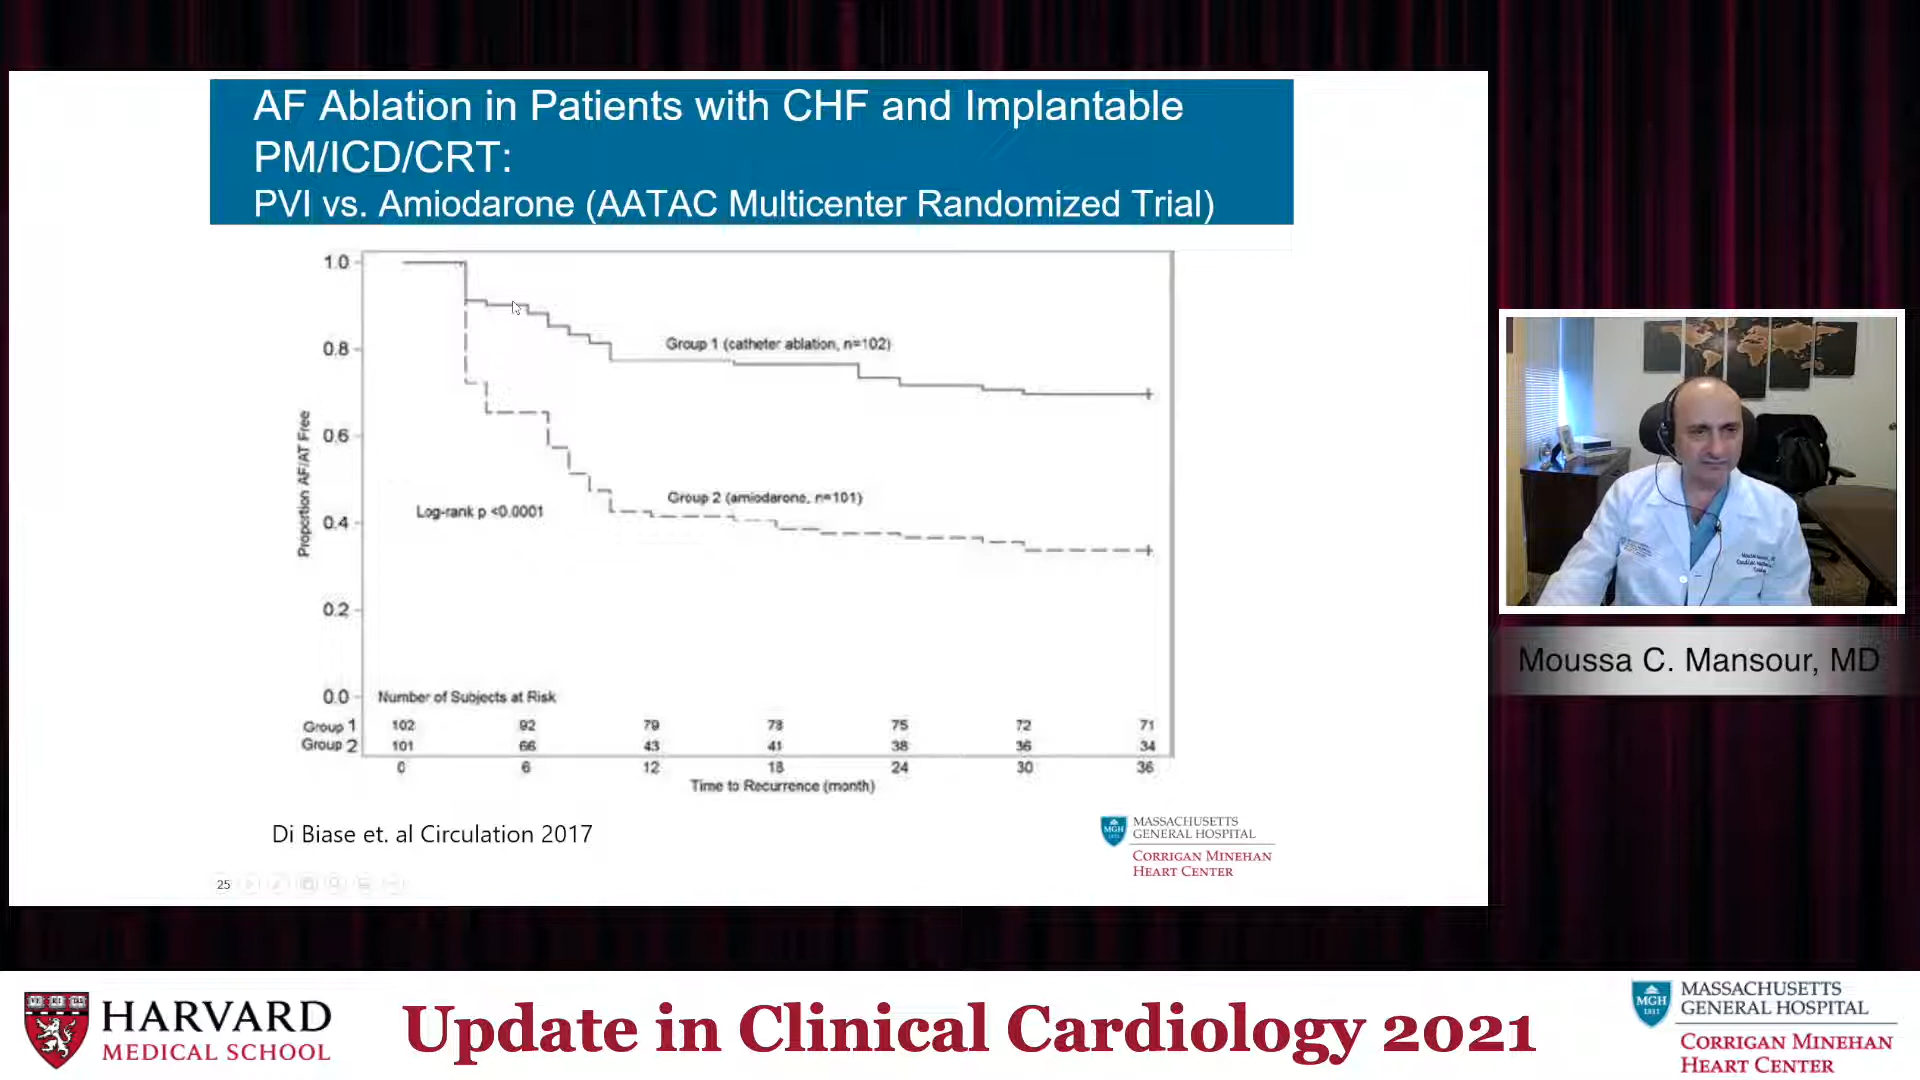 AF Ablation in Patients with CHF and Implantable
PM/ICD/CRT:
PVI vs. Amiodarone (AATAC Multicenter Randomized Trial)
1.0
0.8
0.6
0.4
0.2
0.0
Proportion AF/AT Free
Group 1 (catheter ablation, n=102)
Group 2 (amiodarone, n=101)
Log-rank p <0.0001
Number of Subjects at Risk
Group 1 102 92 79 78 75 72 71
Group 2 101 66 43 41 38 36 34
0 6 12 18 24 30 36
Time to Recurrence (month)
Di Biase et. al Circulation 2017
MGH
1811
MASSACHUSETTS
GENERAL HOSPITAL
CORRIGAN MINEHAN
HEART CENTER
25
Moussa C. Mansour, MD
VE RI TAS
HARVARD
MEDICAL SCHOOL
Update in Clinical Cardiology 2021
MGH
1811
MASSACHUSETTS
GENERAL HOSPITAL
CORRIGAN MINEHAN
HEART CENTER